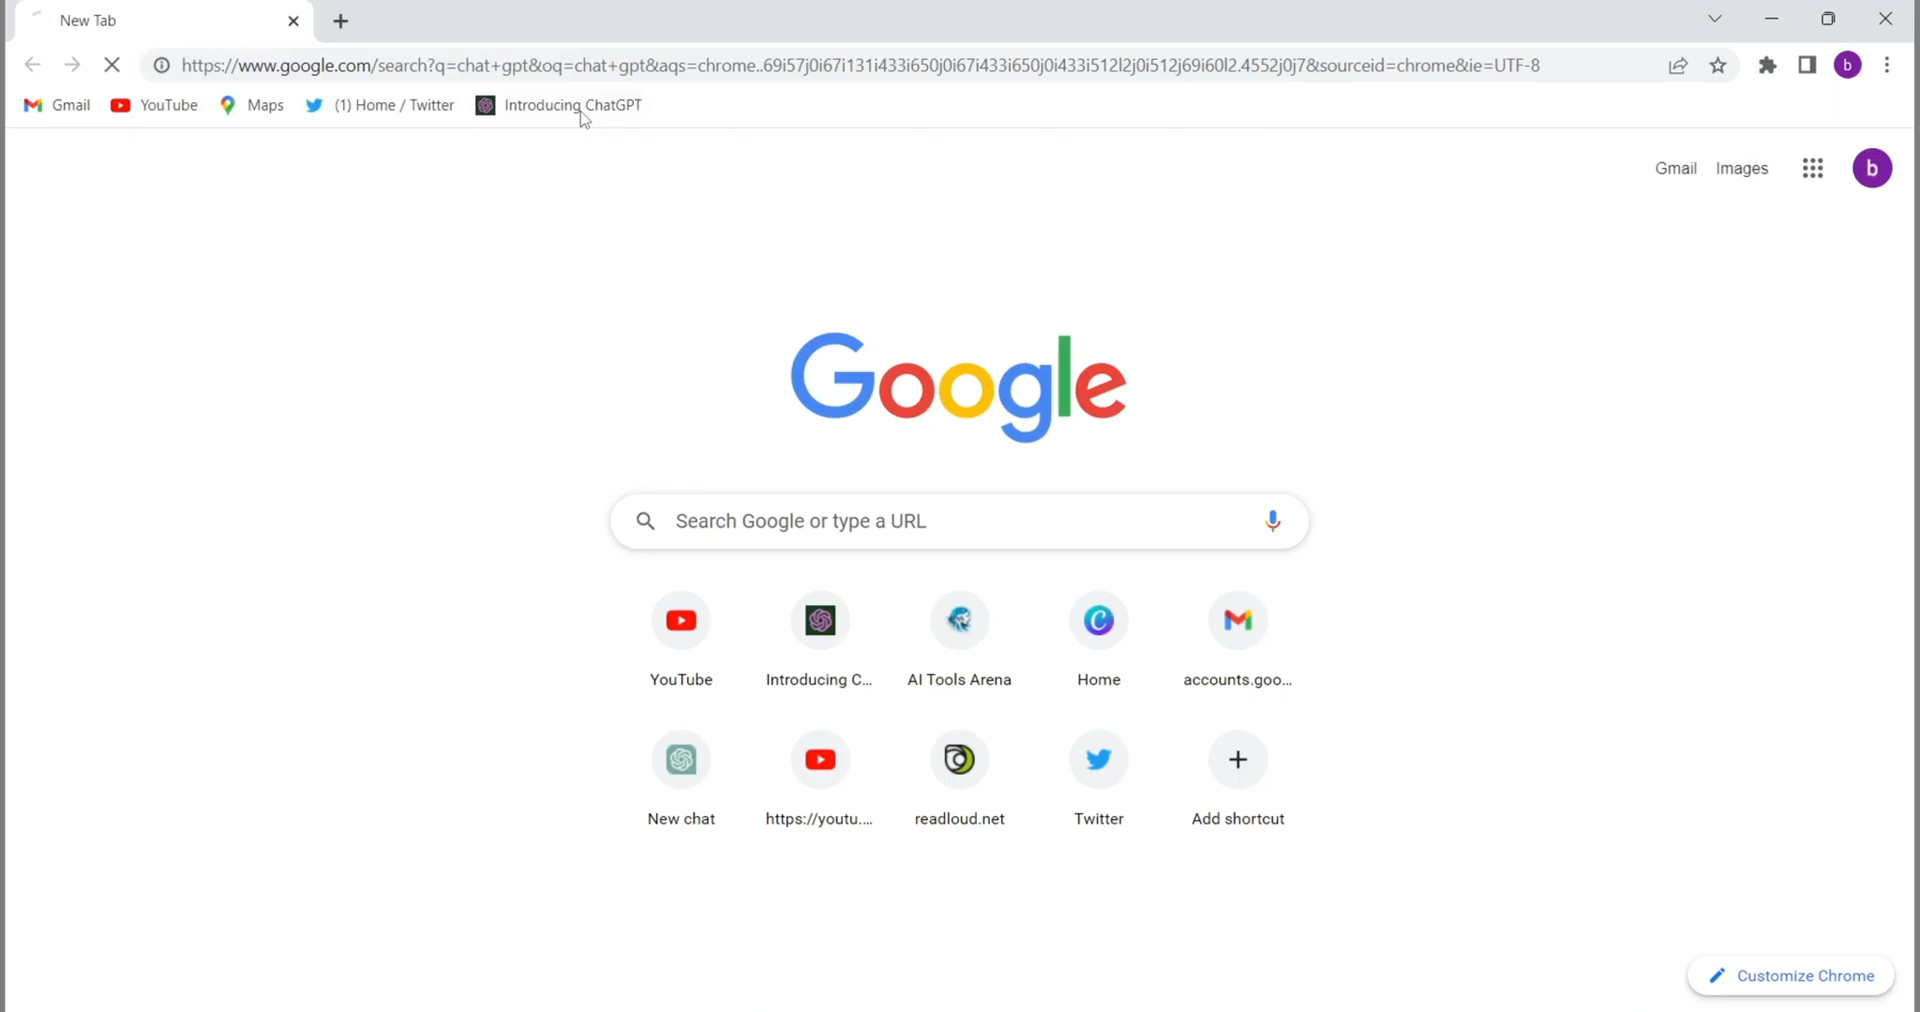 New Tab
https://www.google.com/search?q=chat+gpt&oq=chat+gpt&aqs=chrome..69i57j0i67i131i433i650j0i67i433i650j0i433i512l2j0i512j69i60l2.4552j0j7&sourceid=chrome&ie=UTF-8
b
Gmail YouTube Maps (1) Home / Twitter Introducing ChatGPT
Gmail Images b
Google
Search Google or type a URL
YouTube Introducing C... AI Tools Arena Home accounts.goo...
New chat https://youtu.... readloud.net Twitter Add shortcut
Customize Chrome